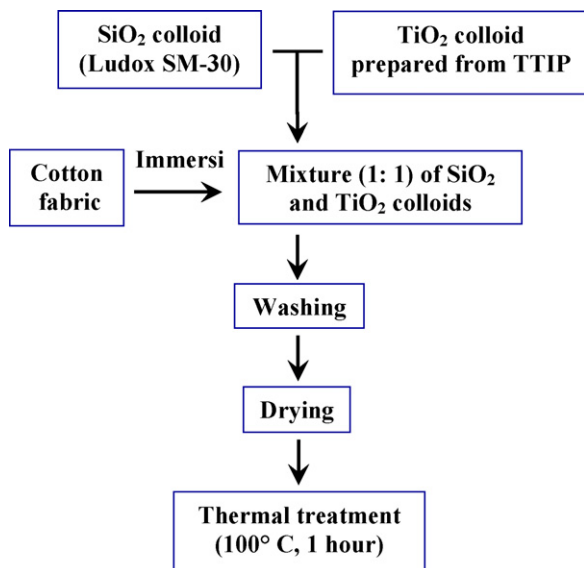 SiO₂ colloid
(Ludox SM-30)
TiO₂ colloid
prepared from TTIP
Immersi
Cotton
fabric
Mixture (1: 1) of SiO₂
and TiO₂ colloids
Washing
Drying
Thermal treatment
(100° C, 1 hour)